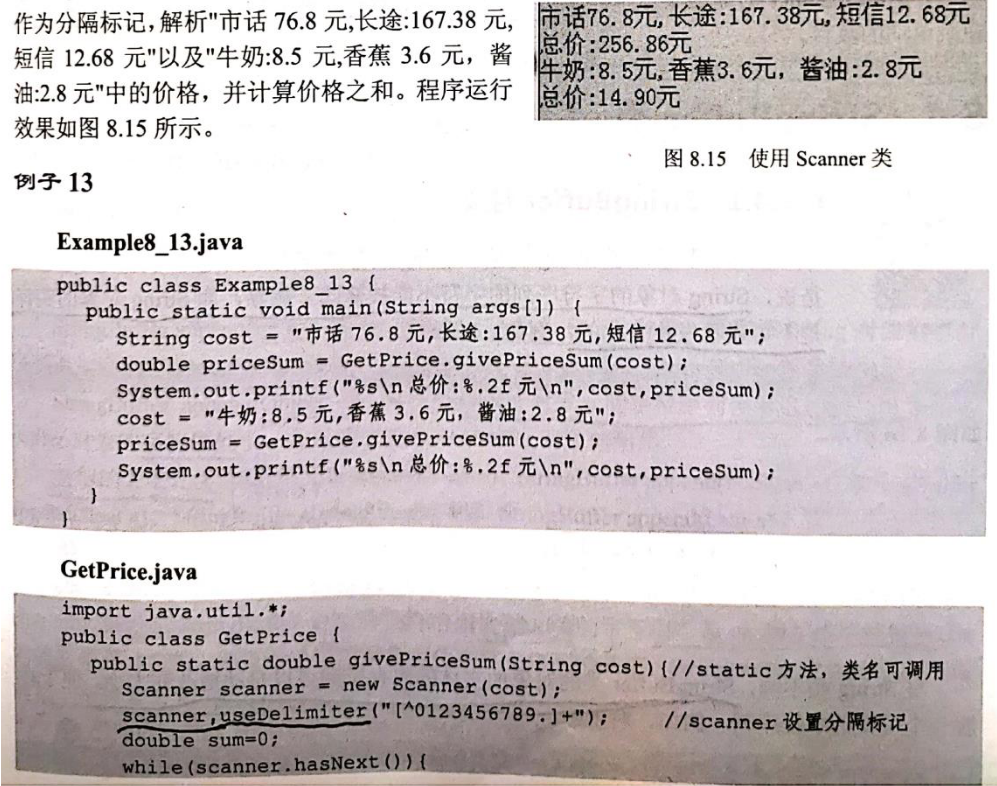 作为分隔标记,解析"市话 76.8 元,长途:167.38 元,
短信 12.68 元"以及"牛奶:8.5 元,香蕉 3.6 元，酱
油:2.8 元"中的价格，并计算价格之和。程序运行
效果如图 8.15 所示。
市话76.8元,长途:167.38元,短信12.68元
总价:256.86元
牛奶:8.5元,香蕉3.6元，酱油:2.8元
总价:14.90元
图 8.15 使用 Scanner 类
例子 13
Example8_13.java
public class Example8_13 {
public static void main(String args[]) {
String cost = "市话 76.8 元,长途:167.38 元,短信 12.68 元";
double priceSum = GetPrice.givePriceSum(cost);
System.out.printf("%s\n 总价:%.2f 元\n",cost,priceSum);
cost = "牛奶:8.5 元,香蕉 3.6 元，酱油:2.8 元";
priceSum = GetPrice.givePriceSum(cost);
System.out.printf("%s\n 总价:%.2f 元\n",cost,priceSum);
}
}
GetPrice.java
import java.util.*;
public class GetPrice {
public static double givePriceSum(String cost){//static 方法，类名可调用
Scanner scanner = new Scanner(cost);
scanner,useDelimiter("[^0123456789.]+"); //scanner 设置分隔标记
double sum=0;
while(scanner.hasNext()){